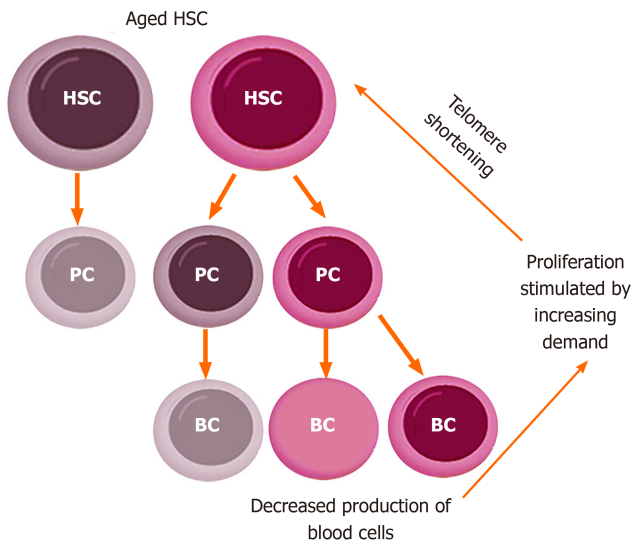 Aged HSC
HSC
HSC
Telomere
shortening
PC
PC
PC
Proliferation
stimulated by
increasing
demand
BC
BC
BC
Decreased production of
blood cells